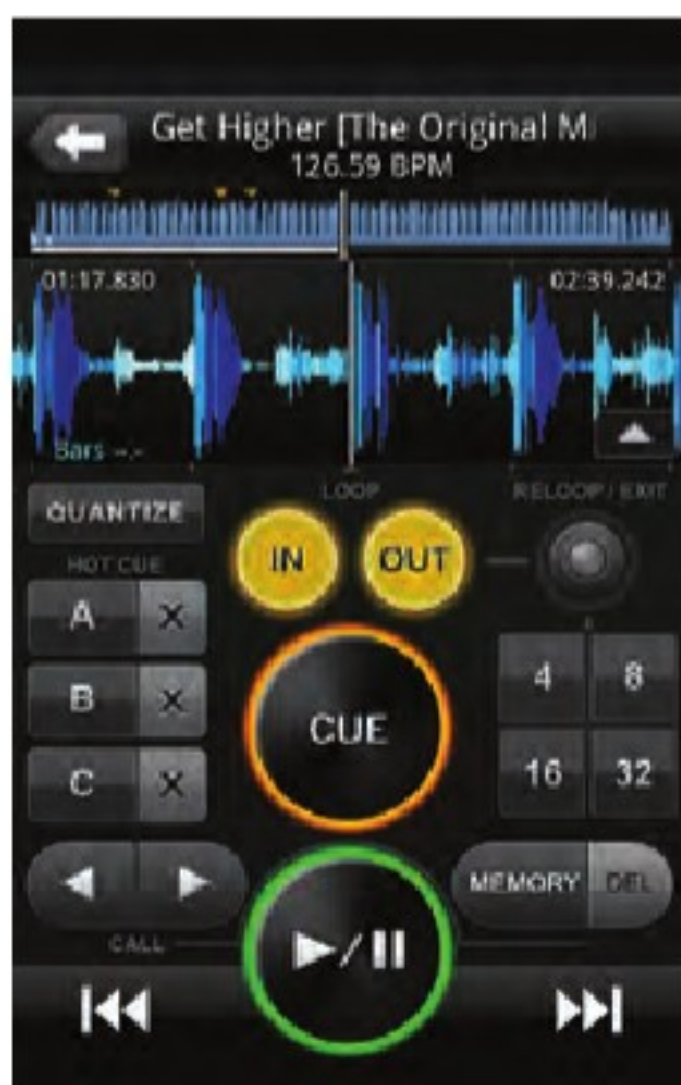 Get Higher [The Original M
126.59 BPM
01:17.830 02:39.242
Bars --.-
QUANTIZE
LOOP
RELOOP / EXIT
IN OUT
HOT CUE
A X
B X
C X
CUE
4 8
16 32
MEMORY DEL
CALL